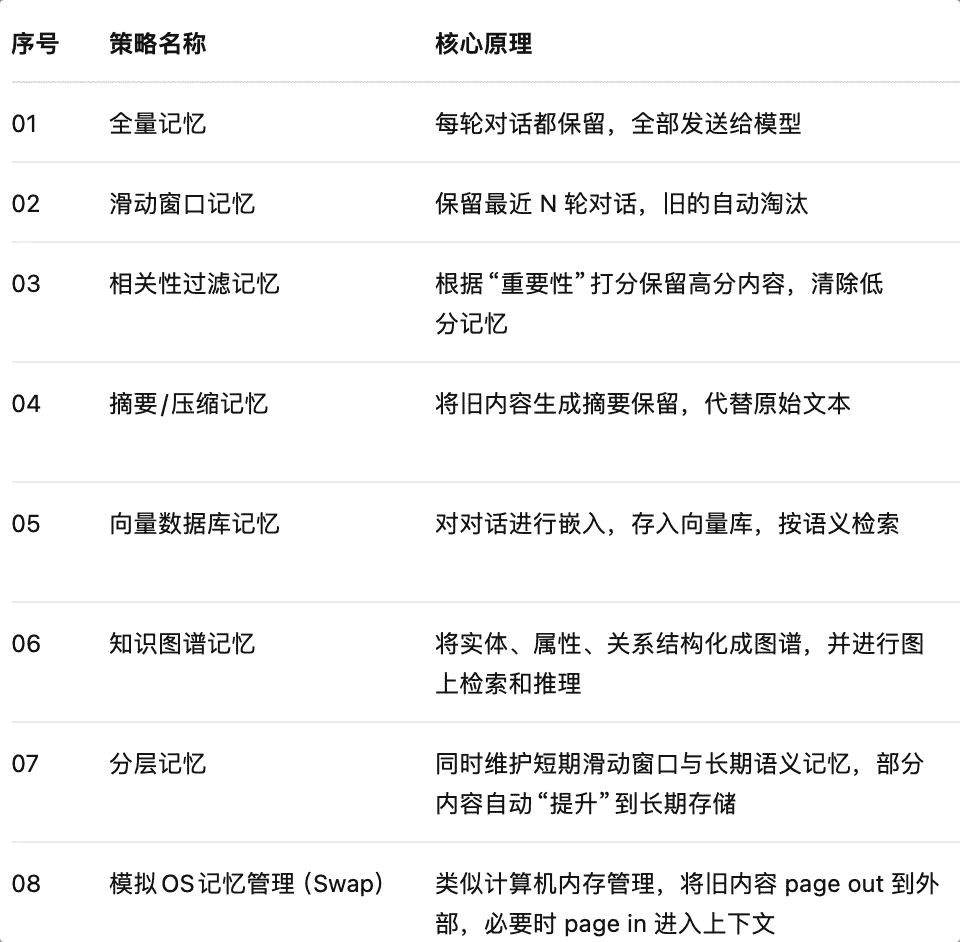 序号 策略名称 核心原理
01 全量记忆 每轮对话都保留，全部发送给模型
02 滑动窗口记忆 保留最近 N 轮对话，旧的自动淘汰
03 相关性过滤记忆 根据“重要性”打分保留高分内容，清除低
分记忆
04 摘要/压缩记忆 将旧内容生成摘要保留，代替原始文本
05 向量数据库记忆 对对话进行嵌入，存入向量库，按语义检索
06 知识图谱记忆 将实体、属性、关系结构化成图谱，并进行图
上检索和推理
07 分层记忆 同时维护短期滑动窗口与长期语义记忆，部分
内容自动“提升”到长期存储
08 模拟OS记忆管理（Swap） 类似计算机内存管理，将旧内容 page out 到外
部，必要时 page in 进入上下文